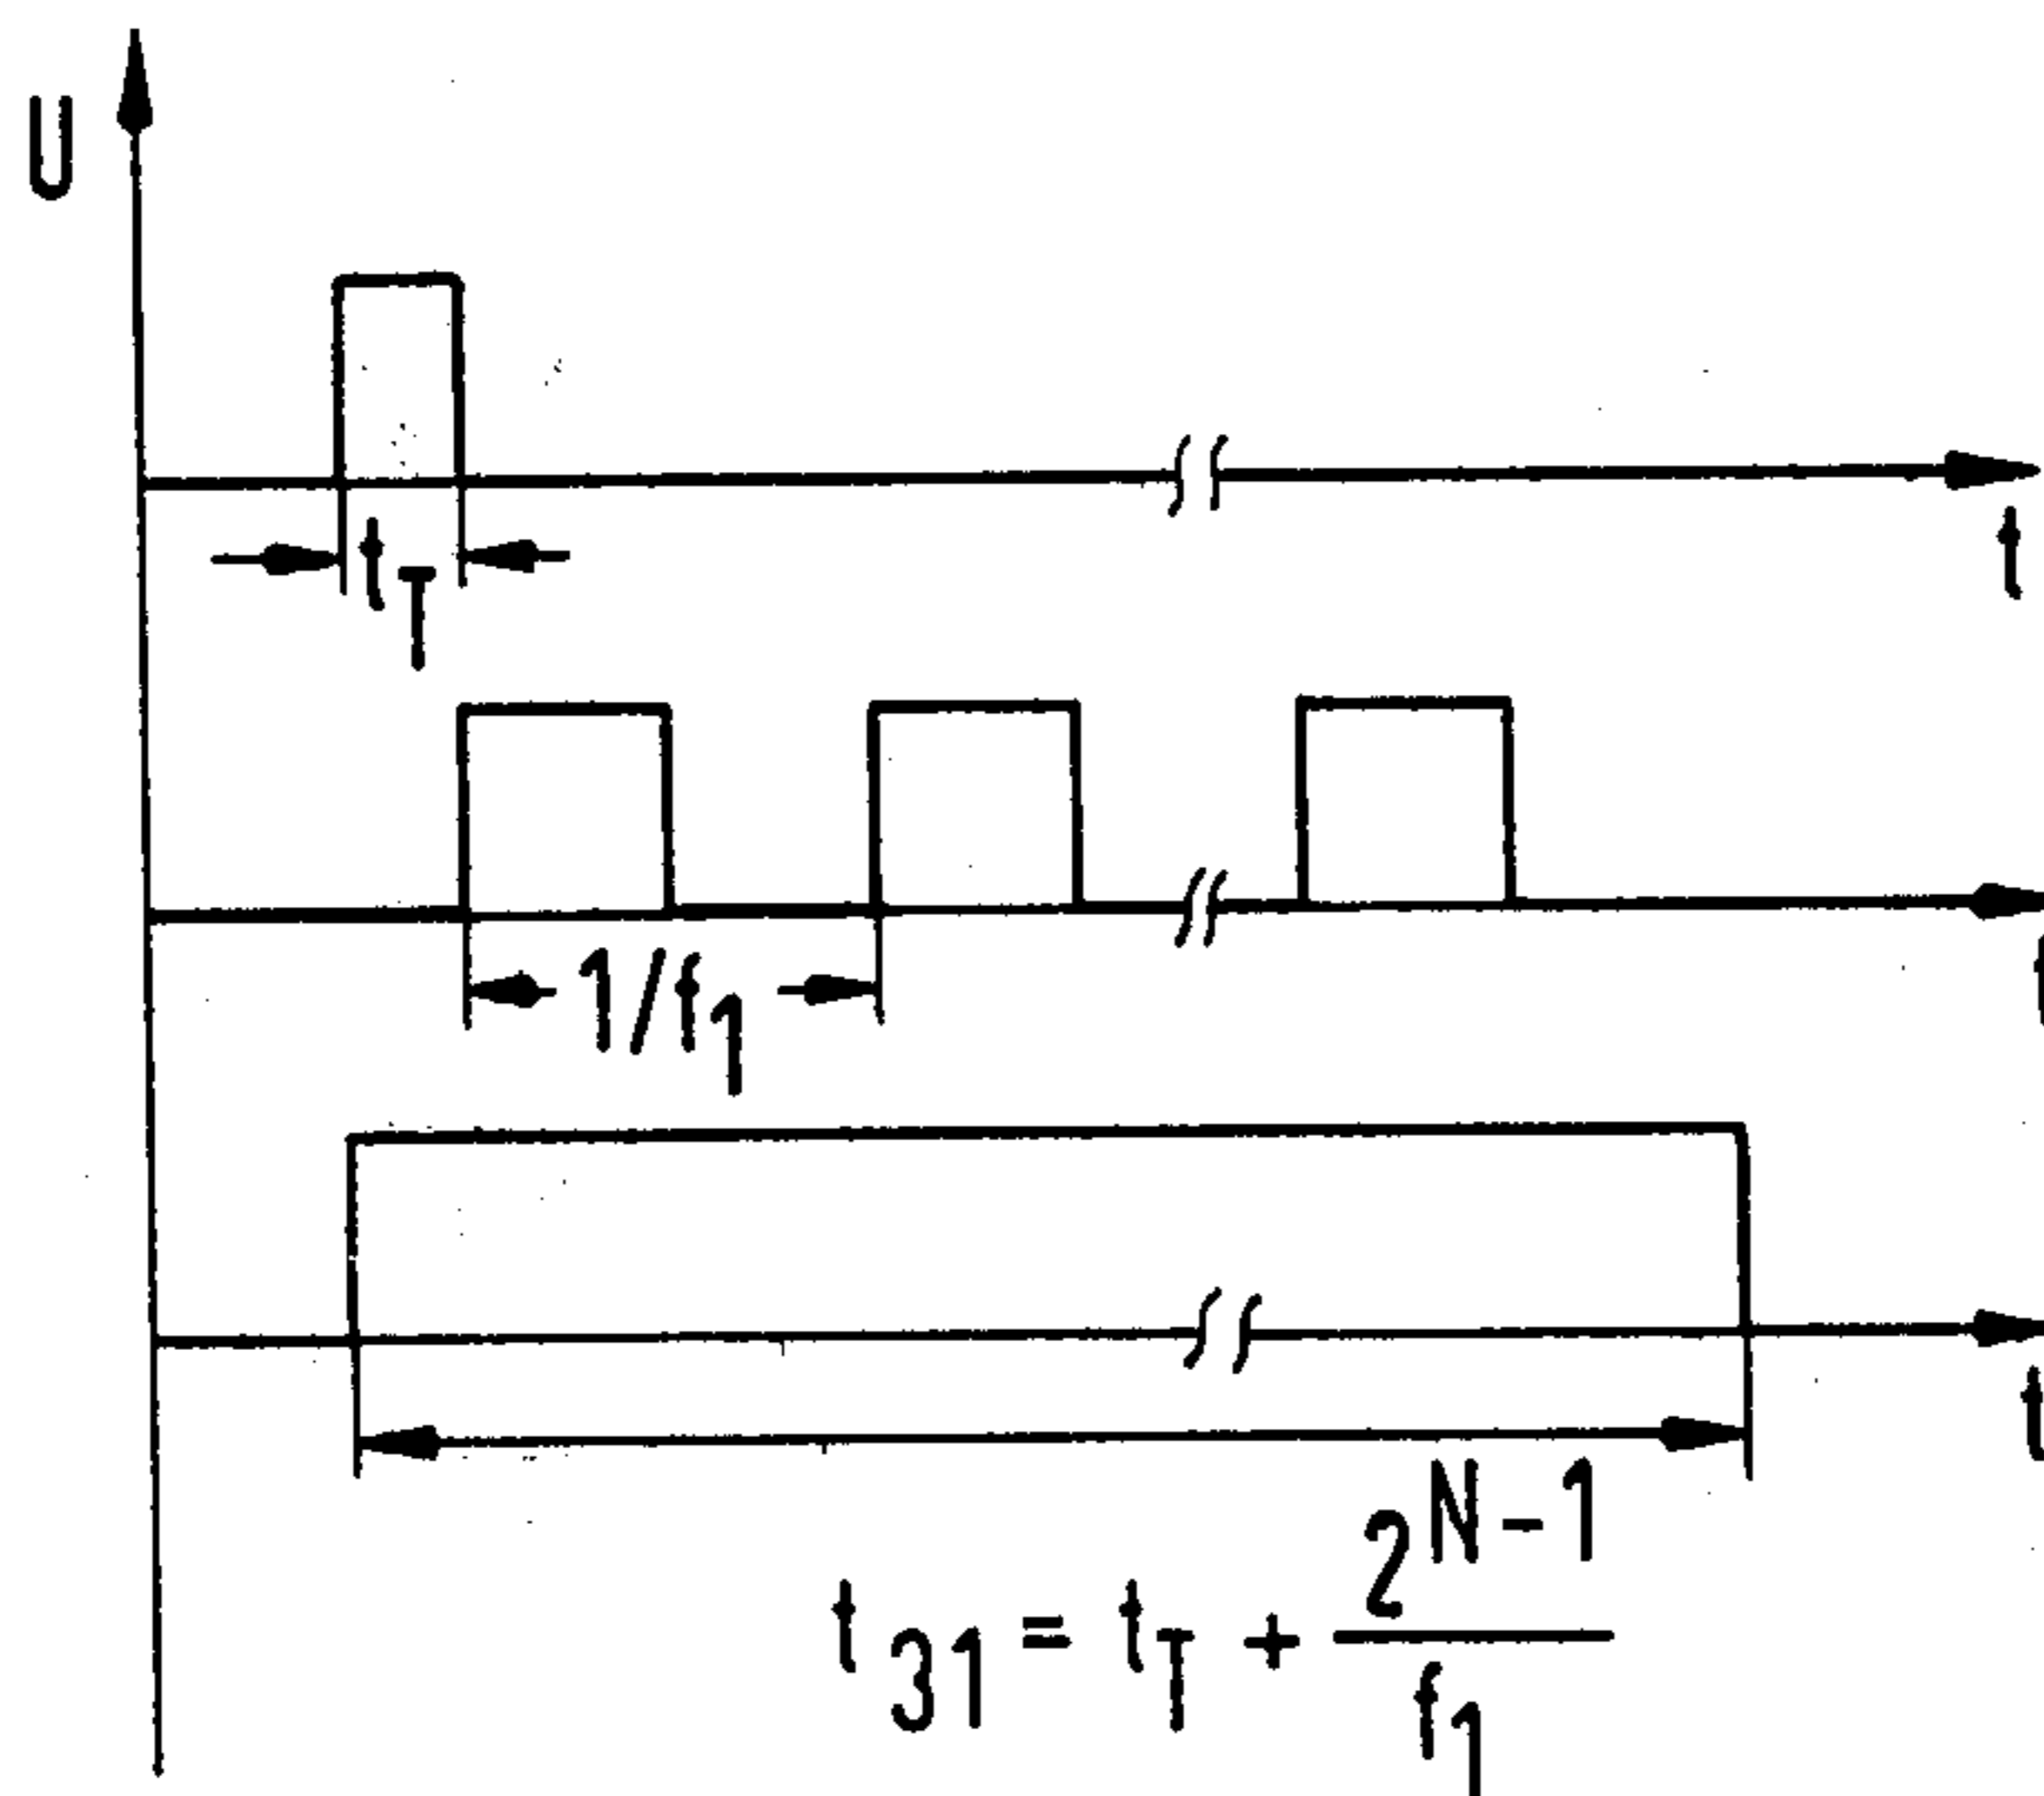 U
t
t_T
t
1/f_1
t
t_31 = t_T + 2^(N-1) / f_1